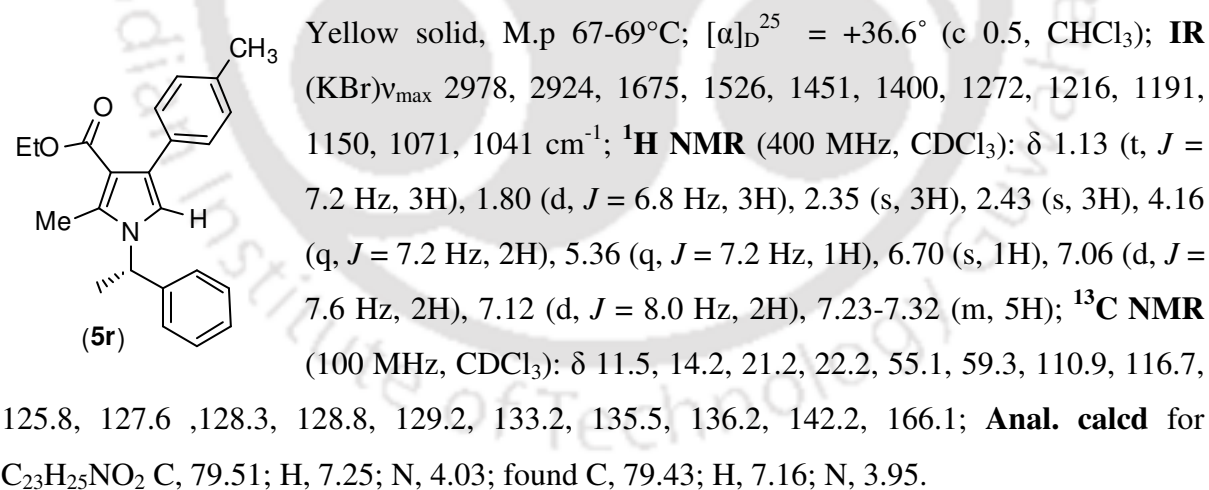 CH₃
O
EtO
Me
N
H
(5r)
Yellow solid, M.p 67-69°C; [α]D²⁵ = +36.6° (c 0.5, CHCl₃); IR
(KBr)νmax 2978, 2924, 1675, 1526, 1451, 1400, 1272, 1216, 1191,
1150, 1071, 1041 cm⁻¹; ¹H NMR (400 MHz, CDCl₃): δ 1.13 (t, J =
7.2 Hz, 3H), 1.80 (d, J = 6.8 Hz, 3H), 2.35 (s, 3H), 2.43 (s, 3H), 4.16
(q, J = 7.2 Hz, 2H), 5.36 (q, J = 7.2 Hz, 1H), 6.70 (s, 1H), 7.06 (d, J =
7.6 Hz, 2H), 7.12 (d, J = 8.0 Hz, 2H), 7.23-7.32 (m, 5H); ¹³C NMR
(100 MHz, CDCl₃): δ 11.5, 14.2, 21.2, 22.2, 55.1, 59.3, 110.9, 116.7,
125.8, 127.6 ,128.3, 128.8, 129.2, 133.2, 135.5, 136.2, 142.2, 166.1; Anal. calcd for
C₂₃H₂₅NO₂ C, 79.51; H, 7.25; N, 4.03; found C, 79.43; H, 7.16; N, 3.95.
Institute of Technology Guwaha